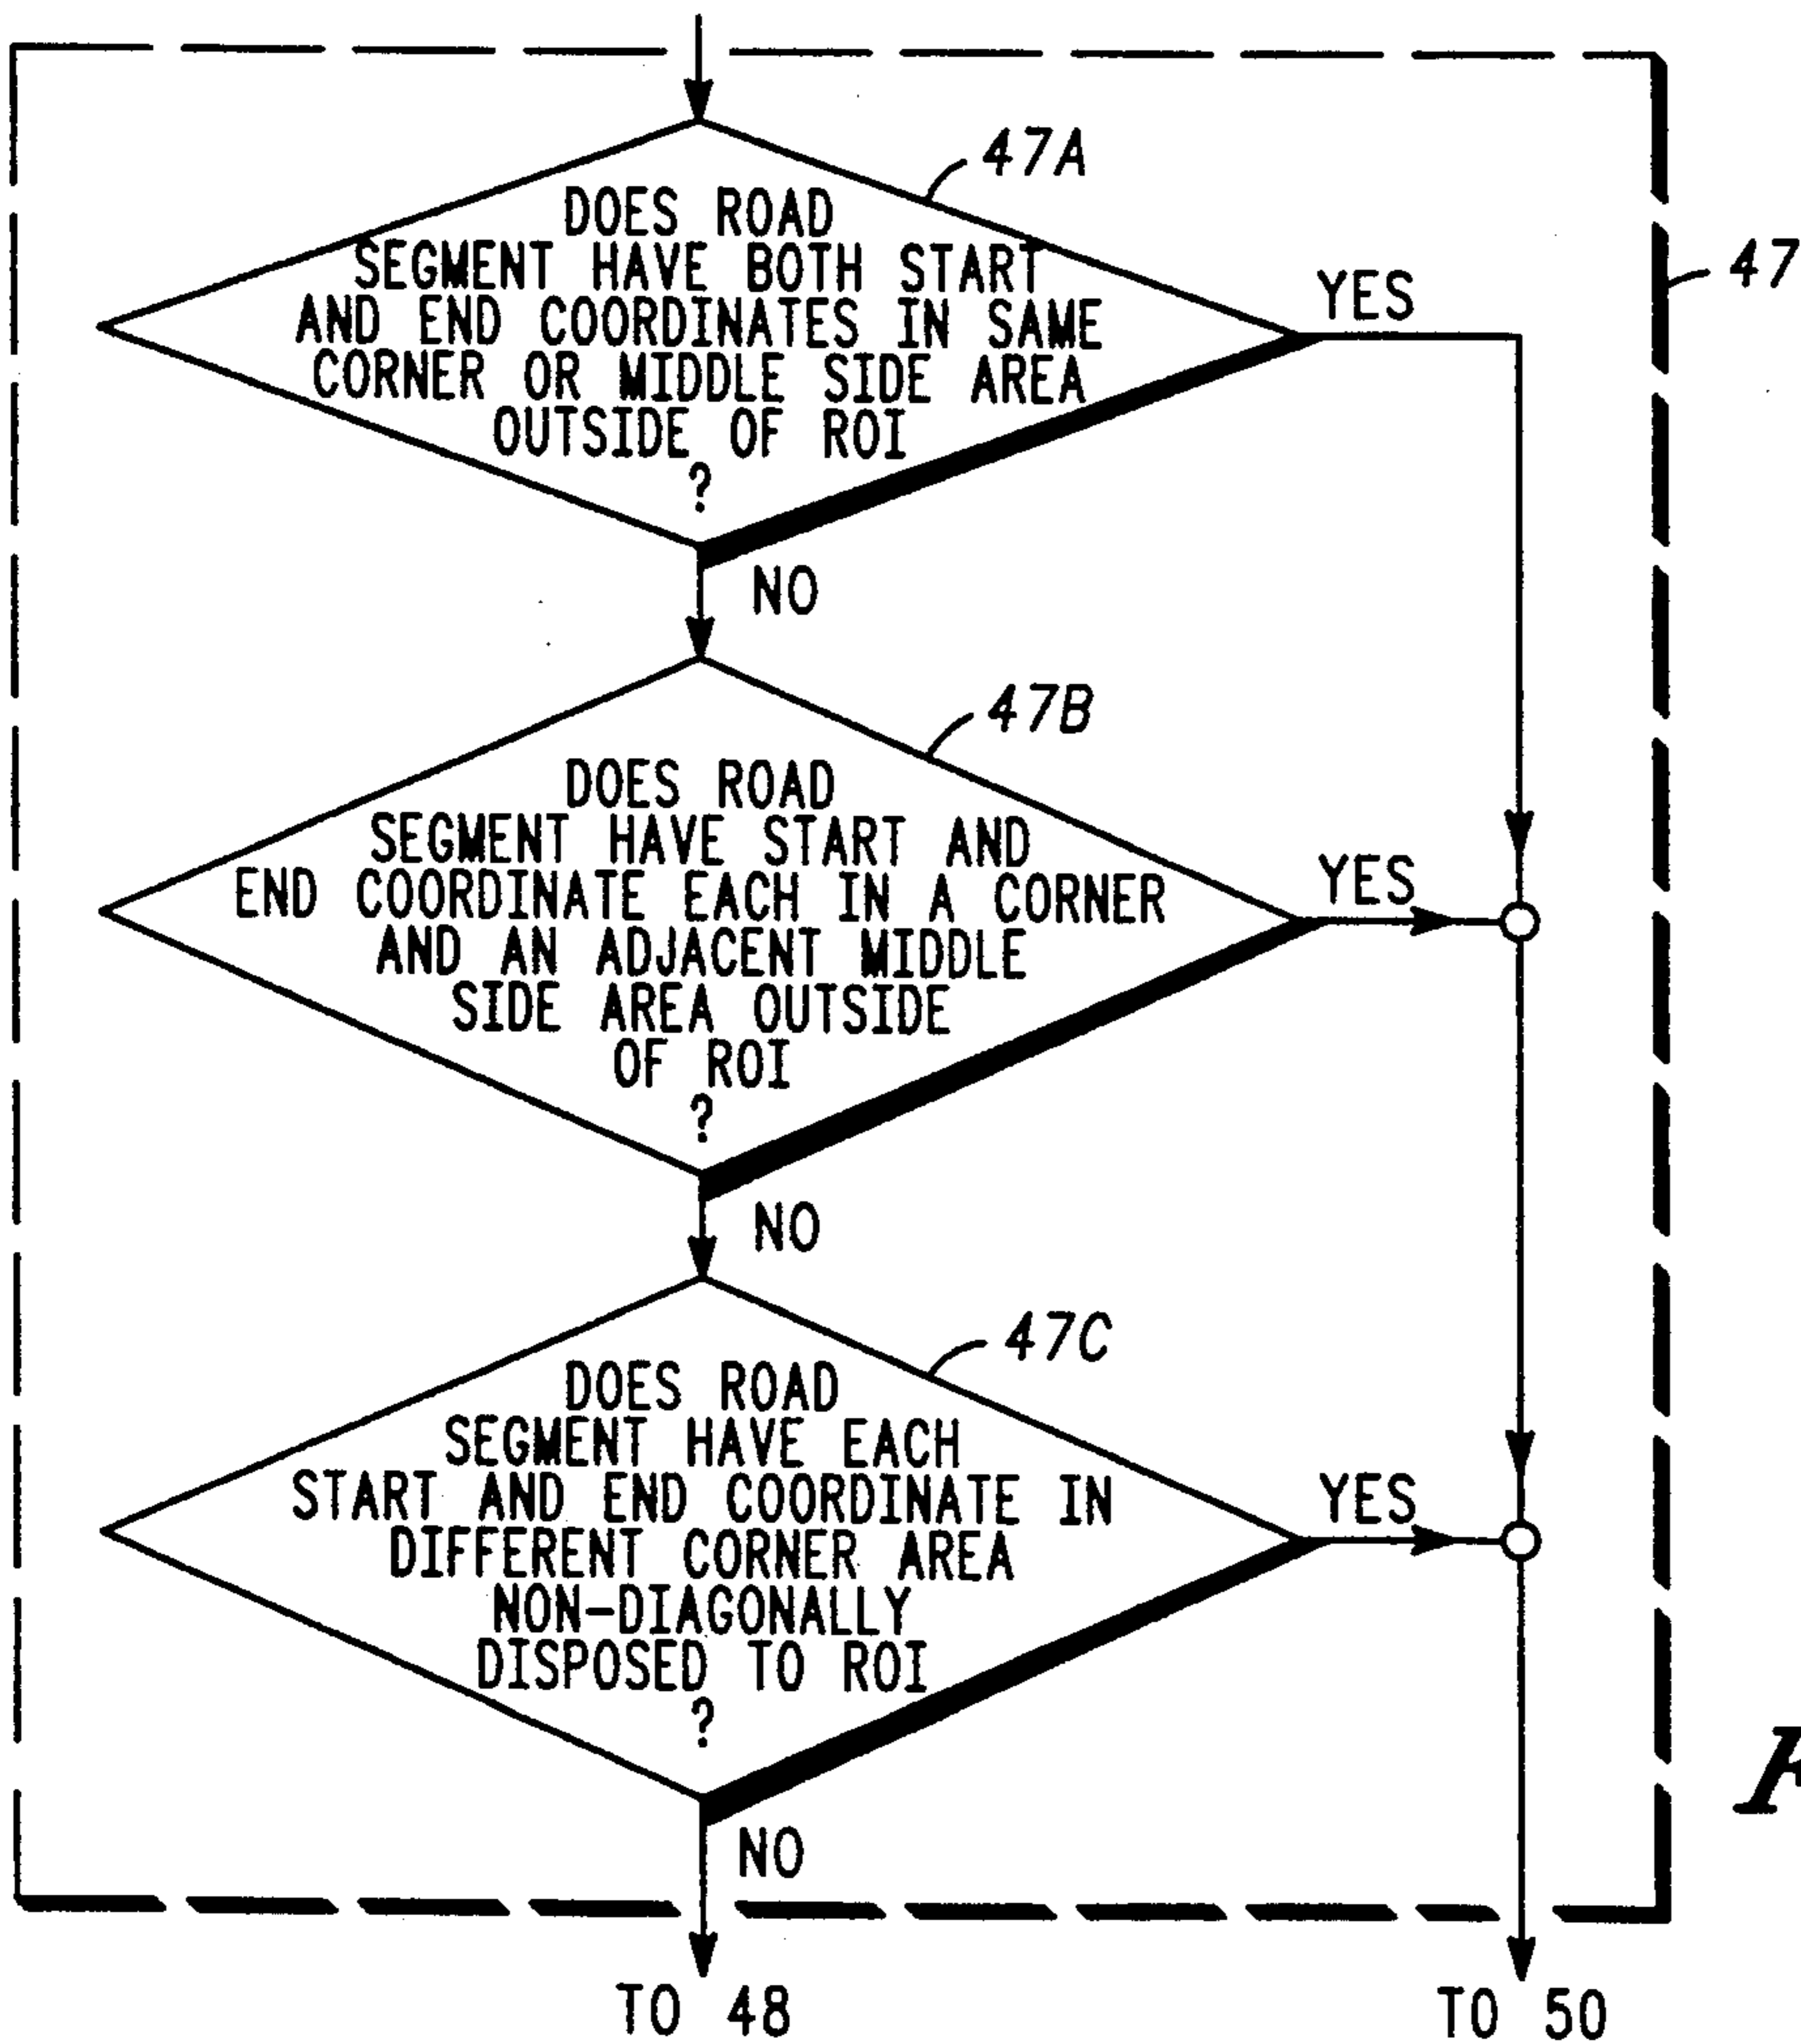 47A
DOES ROAD
SEGMENT HAVE BOTH START
AND END COORDINATES IN SAME
CORNER OR MIDDLE SIDE AREA
OUTSIDE OF ROI
?
YES
47
NO
47B
DOES ROAD
SEGMENT HAVE START AND
END COORDINATE EACH IN A CORNER
AND AN ADJACENT MIDDLE
SIDE AREA OUTSIDE
OF ROI
?
YES
NO
47C
DOES ROAD
SEGMENT HAVE EACH
START AND END COORDINATE IN
DIFFERENT CORNER AREA
NON-DIAGONALLY
DISPOSED TO ROI
?
YES
NO
TO 48
TO 50